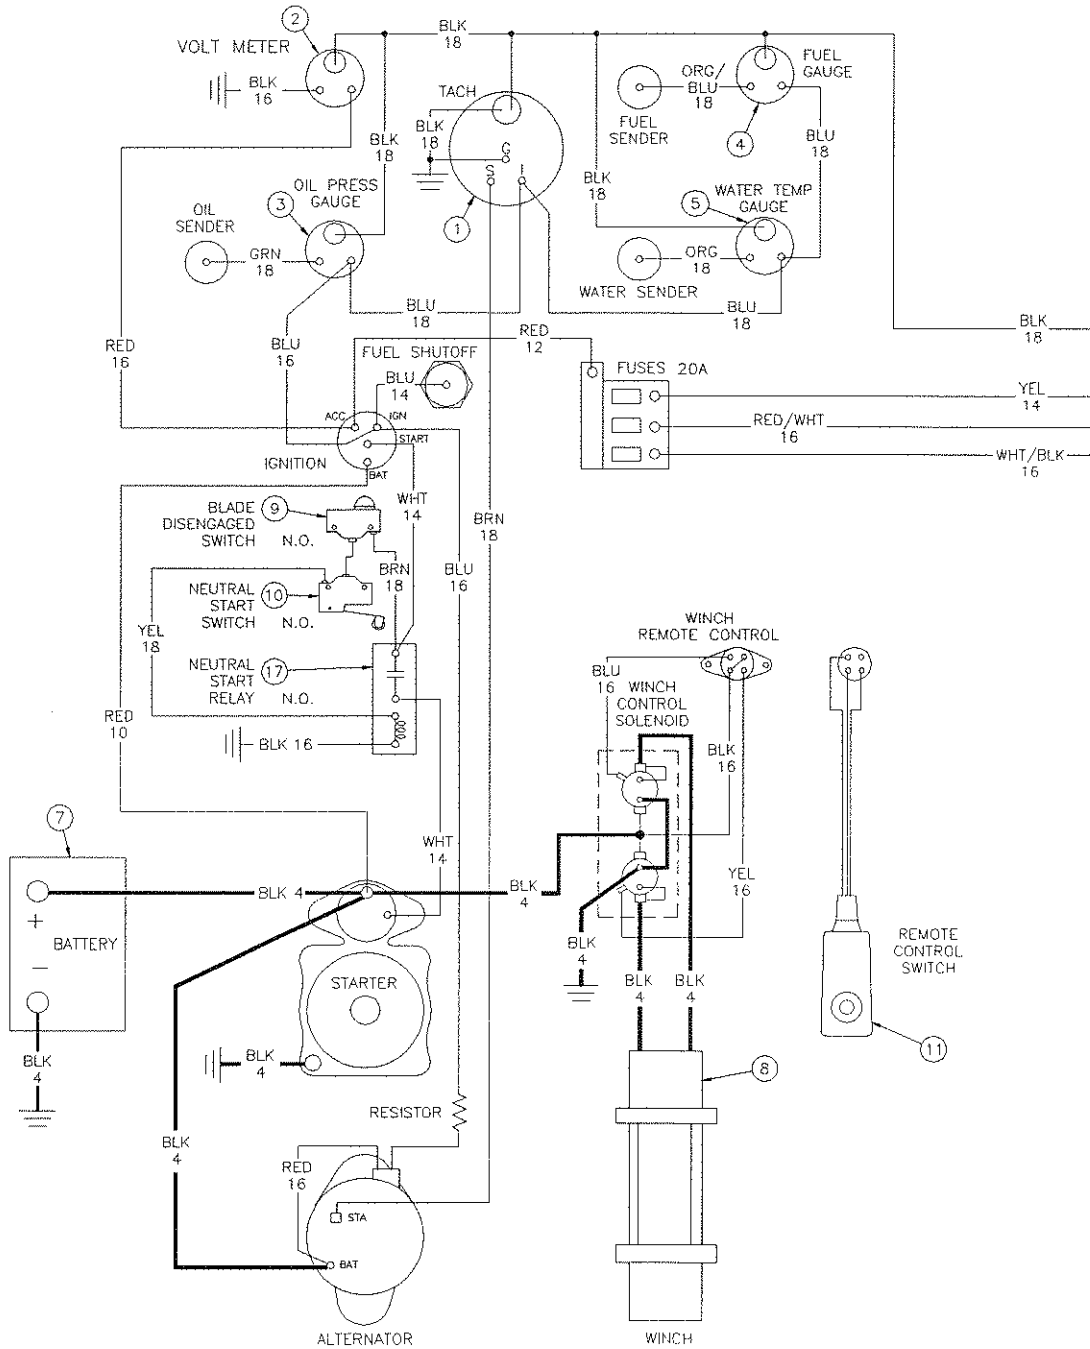 2
VOLT METER
BLK
18
BLK
16
TACH
BLK
18
G
S
I
1
ORG/
BLU
18
FUEL
GAUGE
FUEL
SENDER
4
BLU
18
BLK
18
OIL PRESS
GAUGE
3
OIL
SENDER
GRN
18
BLK
18
5
WATER TEMP
GAUGE
ORG
18
WATER SENDER
BLU
18
BLU
18
RED
16
BLU
16
RED
12
BLK
18
FUEL SHUTOFF
BLU
14
FUSES 20A
YEL
14
RED/WHT
16
WHT/BLK
16
ACC
IGN
START
BAT
IGNITION
WHT
14
BLADE
DISENGAGED
SWITCH N.O.
9
BRN
18
BRN
18
BLU
16
NEUTRAL
START
SWITCH N.O.
10
YEL
18
NEUTRAL
START
RELAY N.O.
17
BLK 16
RED
10
WINCH
REMOTE CONTROL
BLU
16
WINCH
CONTROL
SOLENOID
BLK
16
YEL
16
7
+
BATTERY
−
BLK 4
WHT
14
BLK
4
BLK
4
BLK
4
BLK
4
REMOTE
CONTROL
SWITCH
11
STARTER
BLK
4
BLK
4
8
RESISTOR
BLK
4
RED
16
STA
BAT
ALTERNATOR
WINCH